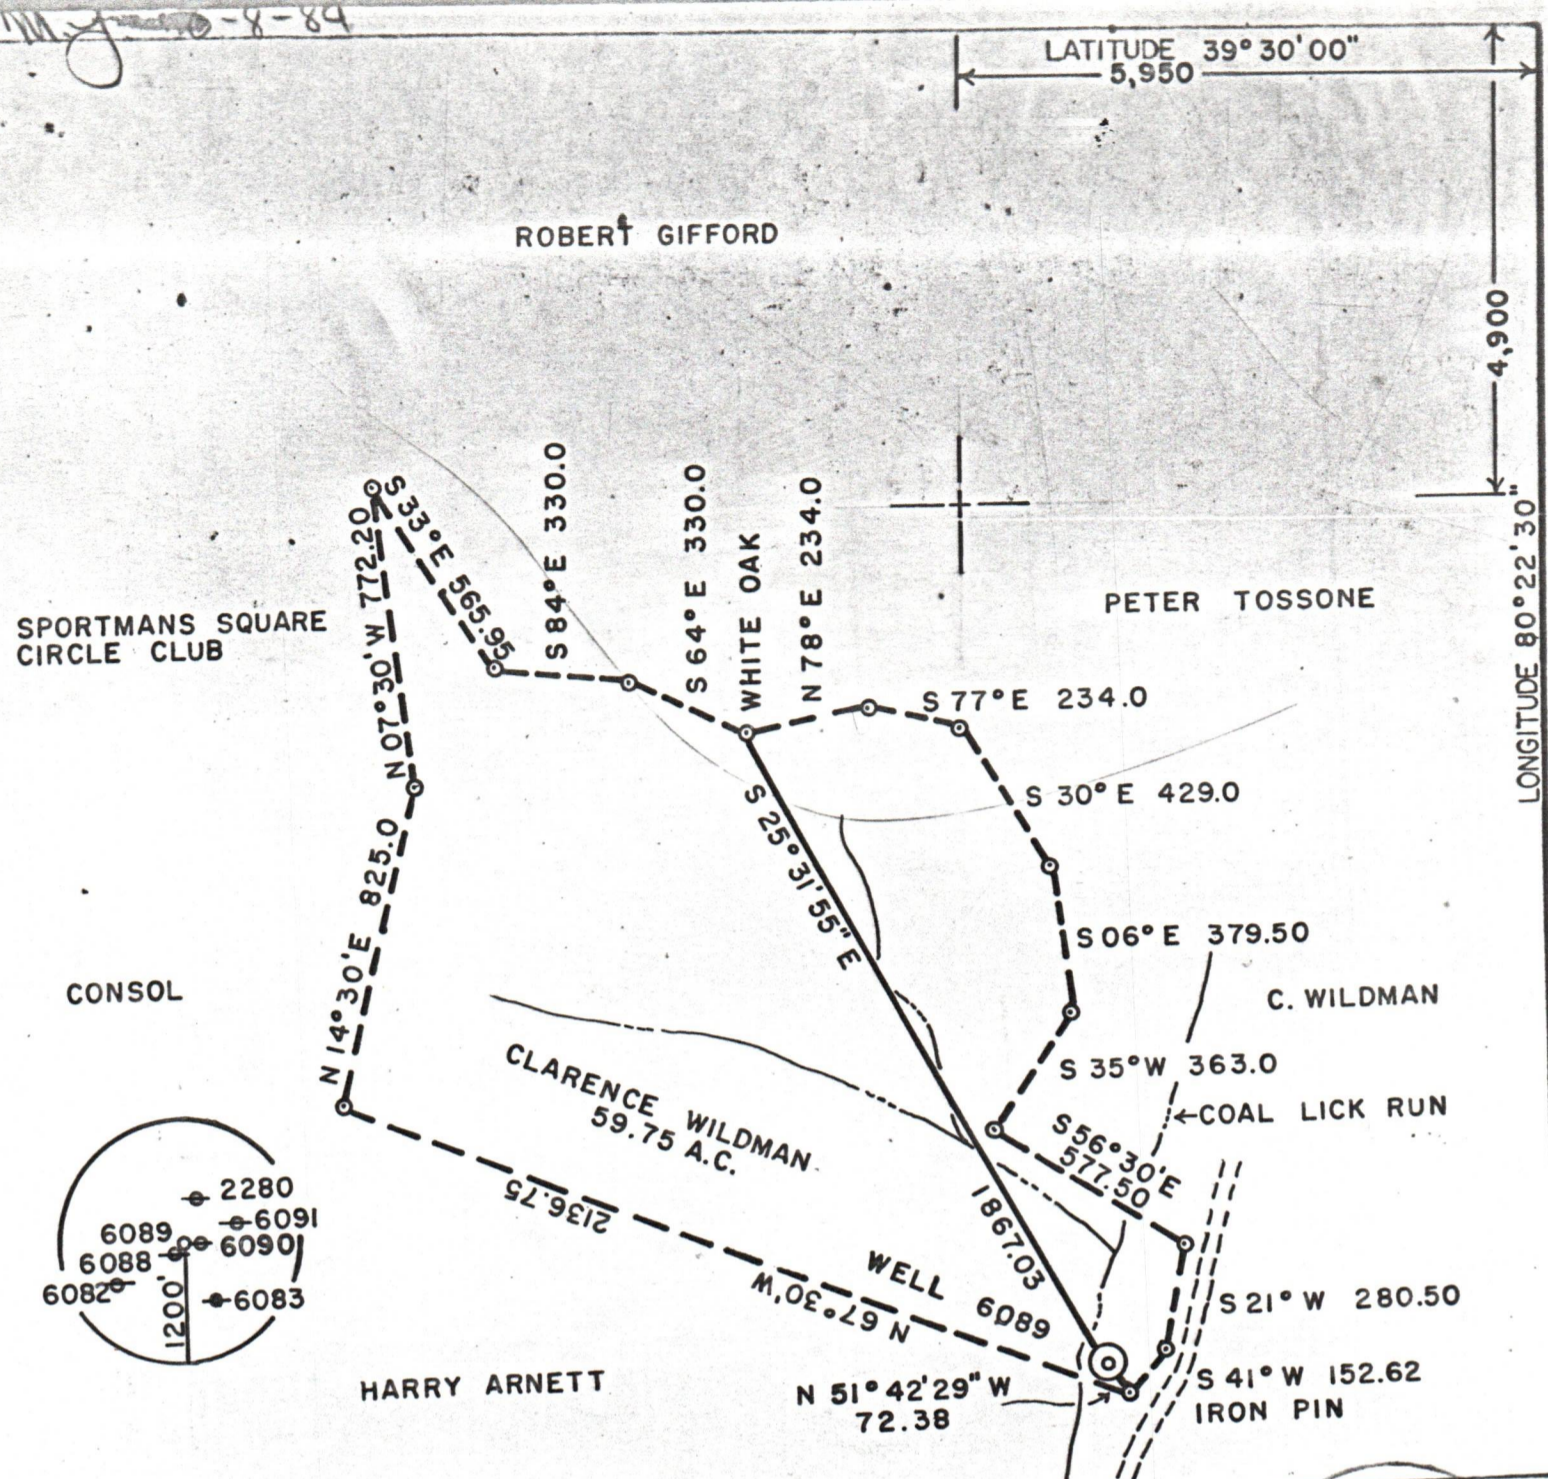 -8-89
LATITUDE 39°30'00"
5,950
4,900
LONGITUDE 80°22'30"
ROBERT GIFFORD
S 33°E 565.95
S 84°E 330.0
S 64°E 330.0
WHITE OAK
N 78°E 234.0
N 07°30'W 772.20
PETER TOSSONE
SPORTMANS SQUARE
CIRCLE CLUB
S 77°E 234.0
S 30°E 429.0
S 25°31'55"E
N 14°30'E 825.0
S 06°E 379.50
CONSOL
C. WILDMAN
S 35°W 363.0
CLARENCE WILDMAN
59.75 A.C.
←COAL LICK RUN
S 56°30'E
577.50
2280
6091
6089
6090
6088
6082
6083
1200'
2136.75
N 67°30'W
1867.03
WELL 6089
S 21°W 280.50
HARRY ARNETT
N 51°42'29"W
72.38
S 41°W 152.62
IRON PIN